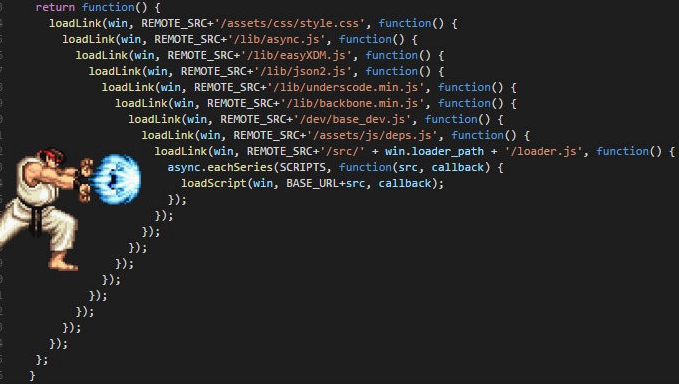 return function() {
loadLink(win, REMOTE_SRC+'/assets/css/style.css', function() {
loadLink(win, REMOTE_SRC+'/lib/async.js', function() {
loadLink(win, REMOTE_SRC+'/lib/easyXDM.js', function() {
loadLink(win, REMOTE_SRC+'/lib/json2.js', function() {
loadLink(win, REMOTE_SRC+'/lib/underscode.min.js', function() {
loadLink(win, REMOTE_SRC+'/lib/backbone.min.js', function() {
loadLink(win, REMOTE_SRC+'/dev/base_dev.js', function() {
loadLink(win, REMOTE_SRC+'/assets/js/deps.js', function() {
loadLink(win, REMOTE_SRC+'/src/' + win.loader_path + '/loader.js', function() {
async.eachSeries(SCRIPTS, function(src, callback) {
loadScript(win, BASE_URL+src, callback);
});
});
});
});
});
});
});
});
});
});
};
}